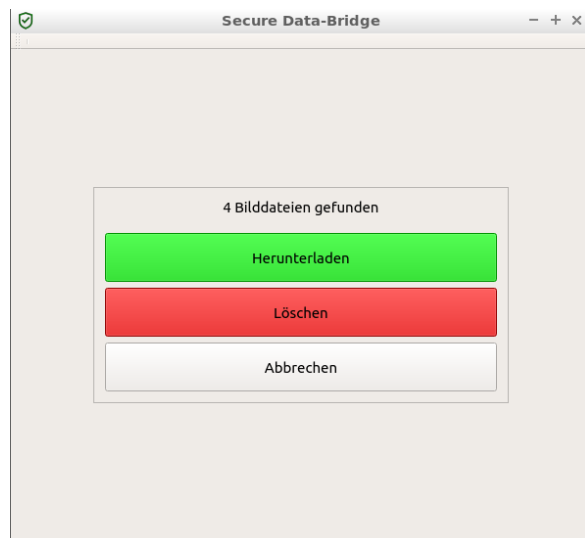 Secure Data-Bridge
4 Bilddateien gefunden
Herunterladen
Löschen
Abbrechen